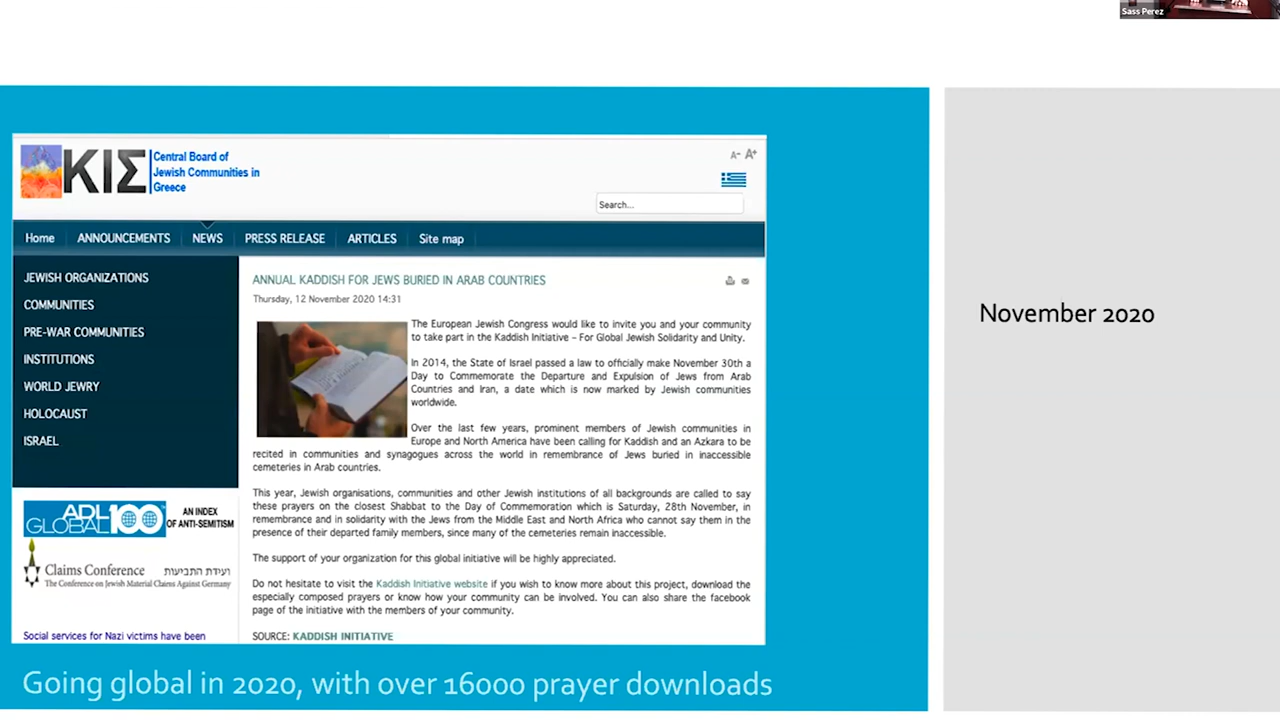 Sass Perez
ΚΙΣ
Central Board of
Jewish Communities in
Greece
A- A+
Search...
Home ANNOUNCEMENTS NEWS PRESS RELEASE ARTICLES Site map
JEWISH ORGANIZATIONS
COMMUNITIES
PRE-WAR COMMUNITIES
INSTITUTIONS
WORLD JEWRY
HOLOCAUST
ISRAEL
ADL
GLOBAL 100
AN INDEX
OF ANTI-SEMITISM
Claims Conference ועידת התביעות
The Conference on Jewish Material Claims Against Germany
Social services for Nazi victims have been
ANNUAL KADDISH FOR JEWS BURIED IN ARAB COUNTRIES
Thursday, 12 November 2020 14:31
The European Jewish Congress would like to invite you and your community
to take part in the Kaddish Initiative – For Global Jewish Solidarity and Unity.
In 2014, the State of Israel passed a law to officially make November 30th a
Day to Commemorate the Departure and Expulsion of Jews from Arab
Countries and Iran, a date which is now marked by Jewish communities
worldwide.
Over the last few years, prominent members of Jewish communities in
Europe and North America have been calling for Kaddish and an Azkara to be
recited in communities and synagogues across the world in remembrance of Jews buried in inaccessible
cemeteries in Arab countries.
This year, Jewish organisations, communities and other Jewish institutions of all backgrounds are called to say
these prayers on the closest Shabbat to the Day of Commemoration which is Saturday, 28th November, in
remembrance and in solidarity with the Jews from the Middle East and North Africa who cannot say them in the
presence of their departed family members, since many of the cemeteries remain inaccessible.
The support of your organization for this global initiative will be highly appreciated.
Do not hesitate to visit the Kaddish Initiative website if you wish to know more about this project, download the
especially composed prayers or know how your community can be involved. You can also share the facebook
page of the initiative with the members of your community.
SOURCE: KADDISH INITIATIVE
November 2020
Going global in 2020, with over 16000 prayer downloads